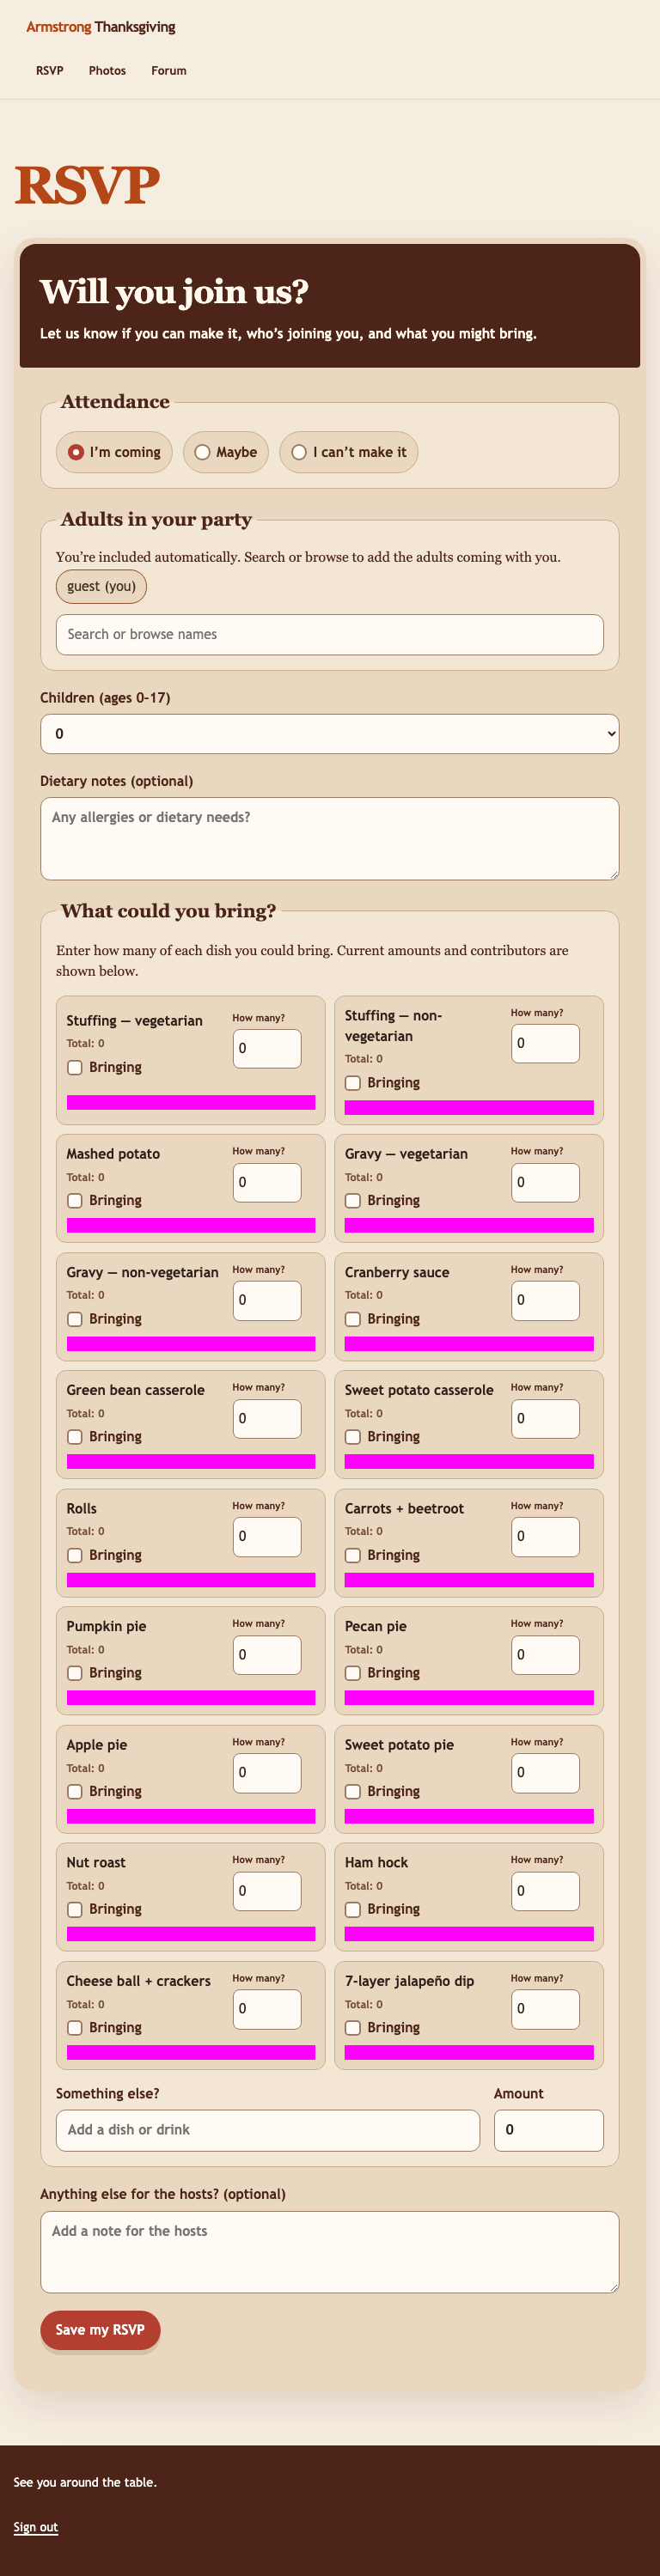 Armstrong Thanksgiving
RSVP Photos Forum
RSVP
Will you join us?
Let us know if you can make it, who’s joining you, and what you might bring.
Attendance
I’m coming Maybe I can’t make it
Adults in your party
You’re included automatically. Search or browse to add the adults coming with you.
guest (you)
Search or browse names
Children (ages 0–17)
0
Dietary notes (optional)
Any allergies or dietary needs?
What could you bring?
Enter how many of each dish you could bring. Current amounts and contributors are
shown below.
Stuffing — vegetarian
Total: 0
Bringing
How many?
0
Stuffing — non-
vegetarian
Total: 0
Bringing
How many?
0
Mashed potato
Total: 0
Bringing
How many?
0
Gravy — vegetarian
Total: 0
Bringing
How many?
0
Gravy — non-vegetarian
Total: 0
Bringing
How many?
0
Cranberry sauce
Total: 0
Bringing
How many?
0
Green bean casserole
Total: 0
Bringing
How many?
0
Sweet potato casserole
Total: 0
Bringing
How many?
0
Rolls
Total: 0
Bringing
How many?
0
Carrots + beetroot
Total: 0
Bringing
How many?
0
Pumpkin pie
Total: 0
Bringing
How many?
0
Pecan pie
Total: 0
Bringing
How many?
0
Apple pie
Total: 0
Bringing
How many?
0
Sweet potato pie
Total: 0
Bringing
How many?
0
Nut roast
Total: 0
Bringing
How many?
0
Ham hock
Total: 0
Bringing
How many?
0
Cheese ball + crackers
Total: 0
Bringing
How many?
0
7-layer jalapeño dip
Total: 0
Bringing
How many?
0
Something else? Amount
Add a dish or drink 0
Anything else for the hosts? (optional)
Add a note for the hosts
Save my RSVP
See you around the table.
Sign out